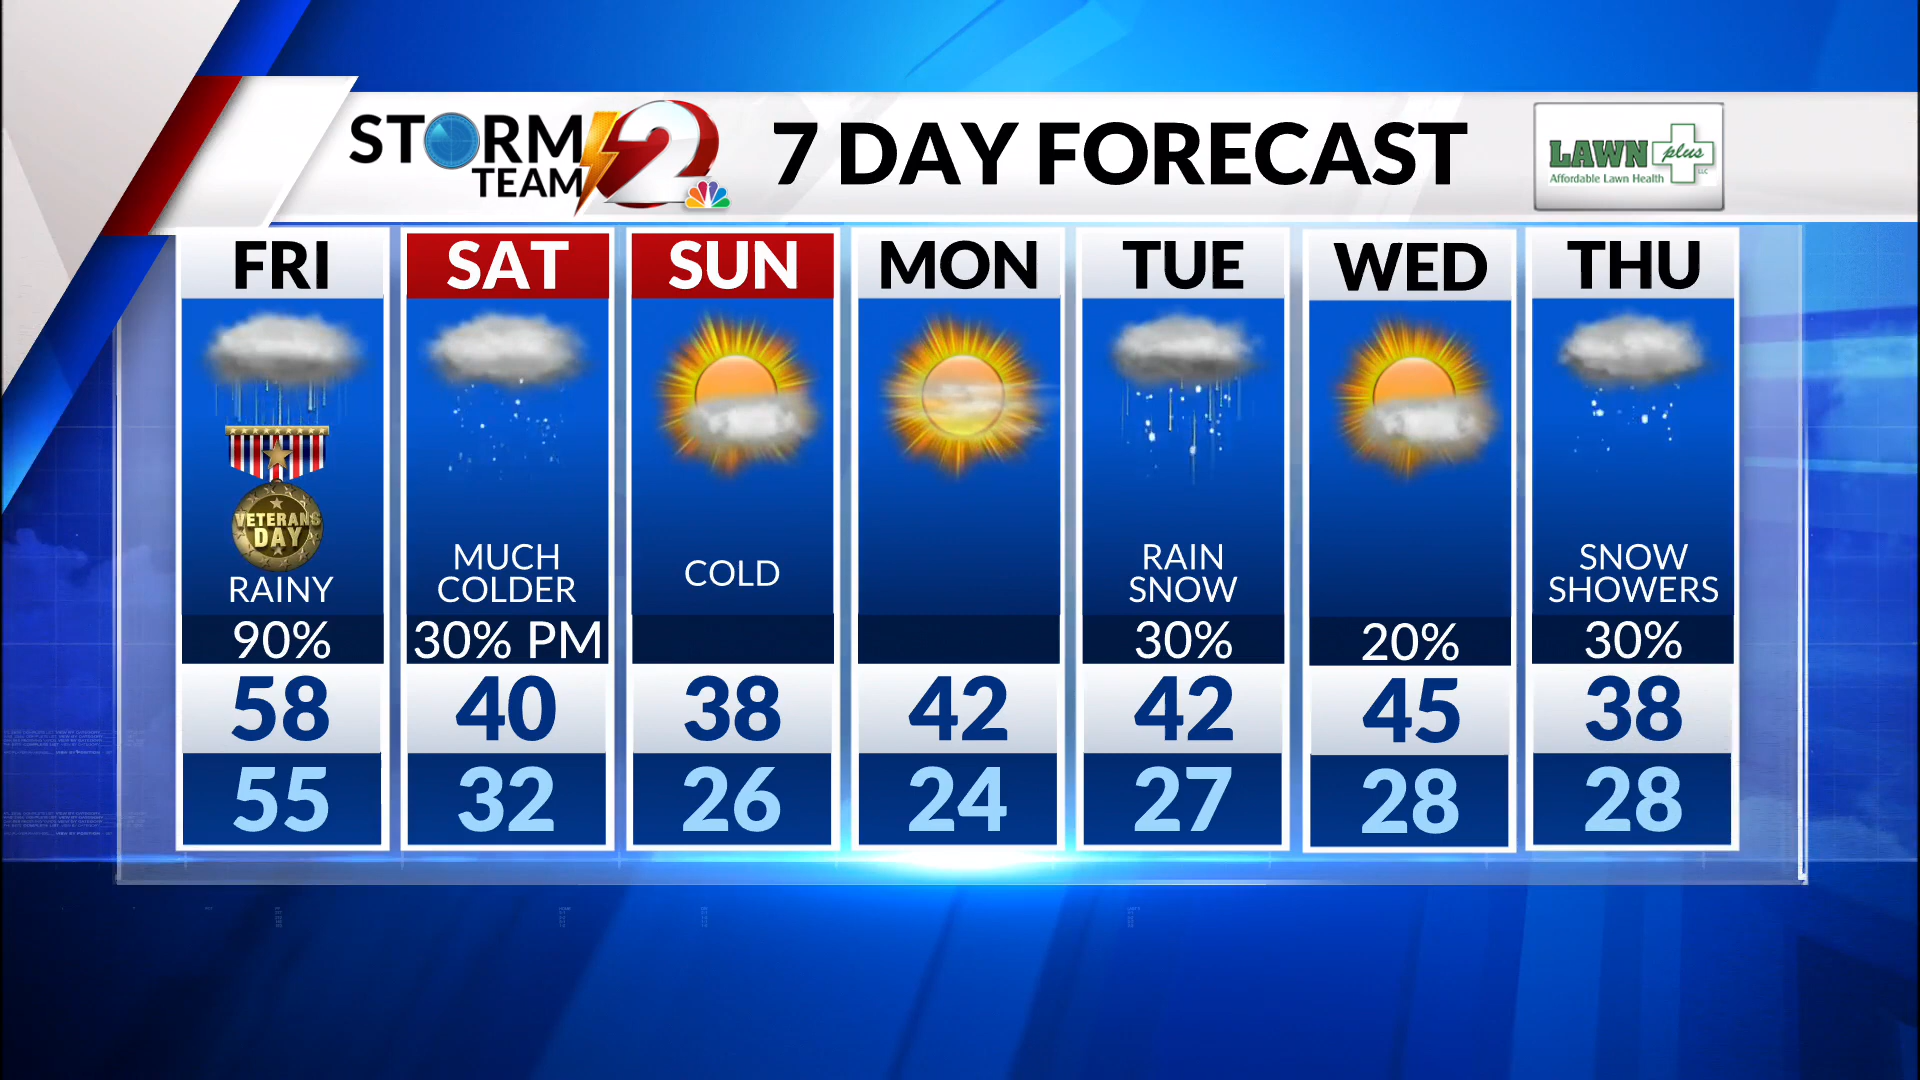 STORM
TEAM
2
7 DAY FORECAST
LAWN plus
LLC
Affordable Lawn Health
FRI
VETERANS
DAY
RAINY
90%
58
55
SAT
MUCH
COLDER
30% PM
40
32
SUN
COLD
38
26
MON
42
24
TUE
RAIN
SNOW
30%
42
27
WED
20%
45
28
THU
SNOW
SHOWERS
30%
38
28